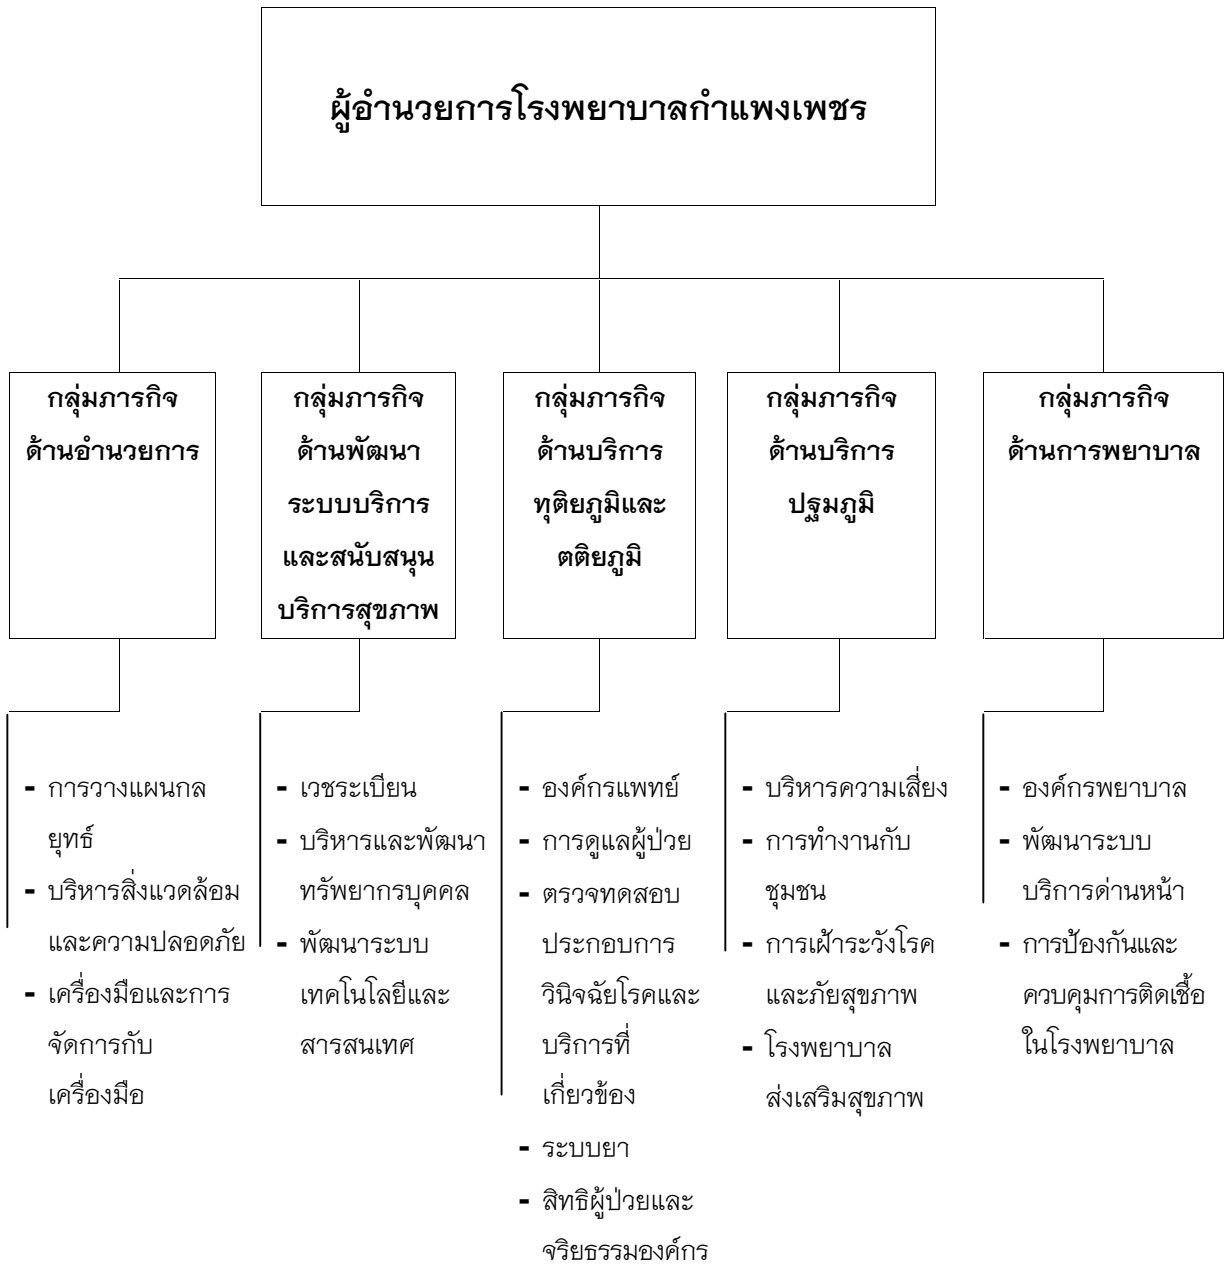 ผู้อำนวยการโรงพยาบาลกำแพงเพชร
กลุ่มภารกิจ
ด้านอำนวยการ
กลุ่มภารกิจ
ด้านพัฒนา
ระบบบริการ
และสนับสนุน
บริการสุขภาพ
กลุ่มภารกิจ
ด้านบริการ
ทุติยภูมิและ
ตติยภูมิ
กลุ่มภารกิจ
ด้านบริการ
ปฐมภูมิ
กลุ่มภารกิจ
ด้านการพยาบาล
- การวางแผนกล
ยุทธ์
- บริหารสิ่งแวดล้อม
และความปลอดภัย
- เครื่องมือและการ
จัดการกับ
เครื่องมือ
- เวชระเบียน
- บริหารและพัฒนา
ทรัพยากรบุคคล
- พัฒนาระบบ
เทคโนโลยีและ
สารสนเทศ
- องค์กรแพทย์
- การดูแลผู้ป่วย
- ตรวจทดสอบ
ประกอบการ
วินิจฉัยโรคและ
บริการที่
เกี่ยวข้อง
- ระบบยา
- สิทธิผู้ป่วยและ
จริยธรรมองค์กร
- บริหารความเสี่ยง
- การทำงานกับ
ชุมชน
- การเฝ้าระวังโรค
และภัยสุขภาพ
- โรงพยาบาล
ส่งเสริมสุขภาพ
- องค์กรพยาบาล
- พัฒนาระบบ
บริการด่านหน้า
- การป้องกันและ
ควบคุมการติดเชื้อ
ในโรงพยาบาล